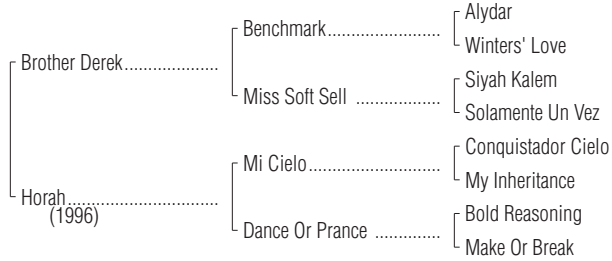 Alydar
Benchmark
Winters' Love
Brother Derek
Siyah Kalem
Miss Soft Sell
Solamente Un Vez
Conquistador Cielo
Mi Cielo
My Inheritance
Horah
(1996)
Bold Reasoning
Dance Or Prance
Make Or Break